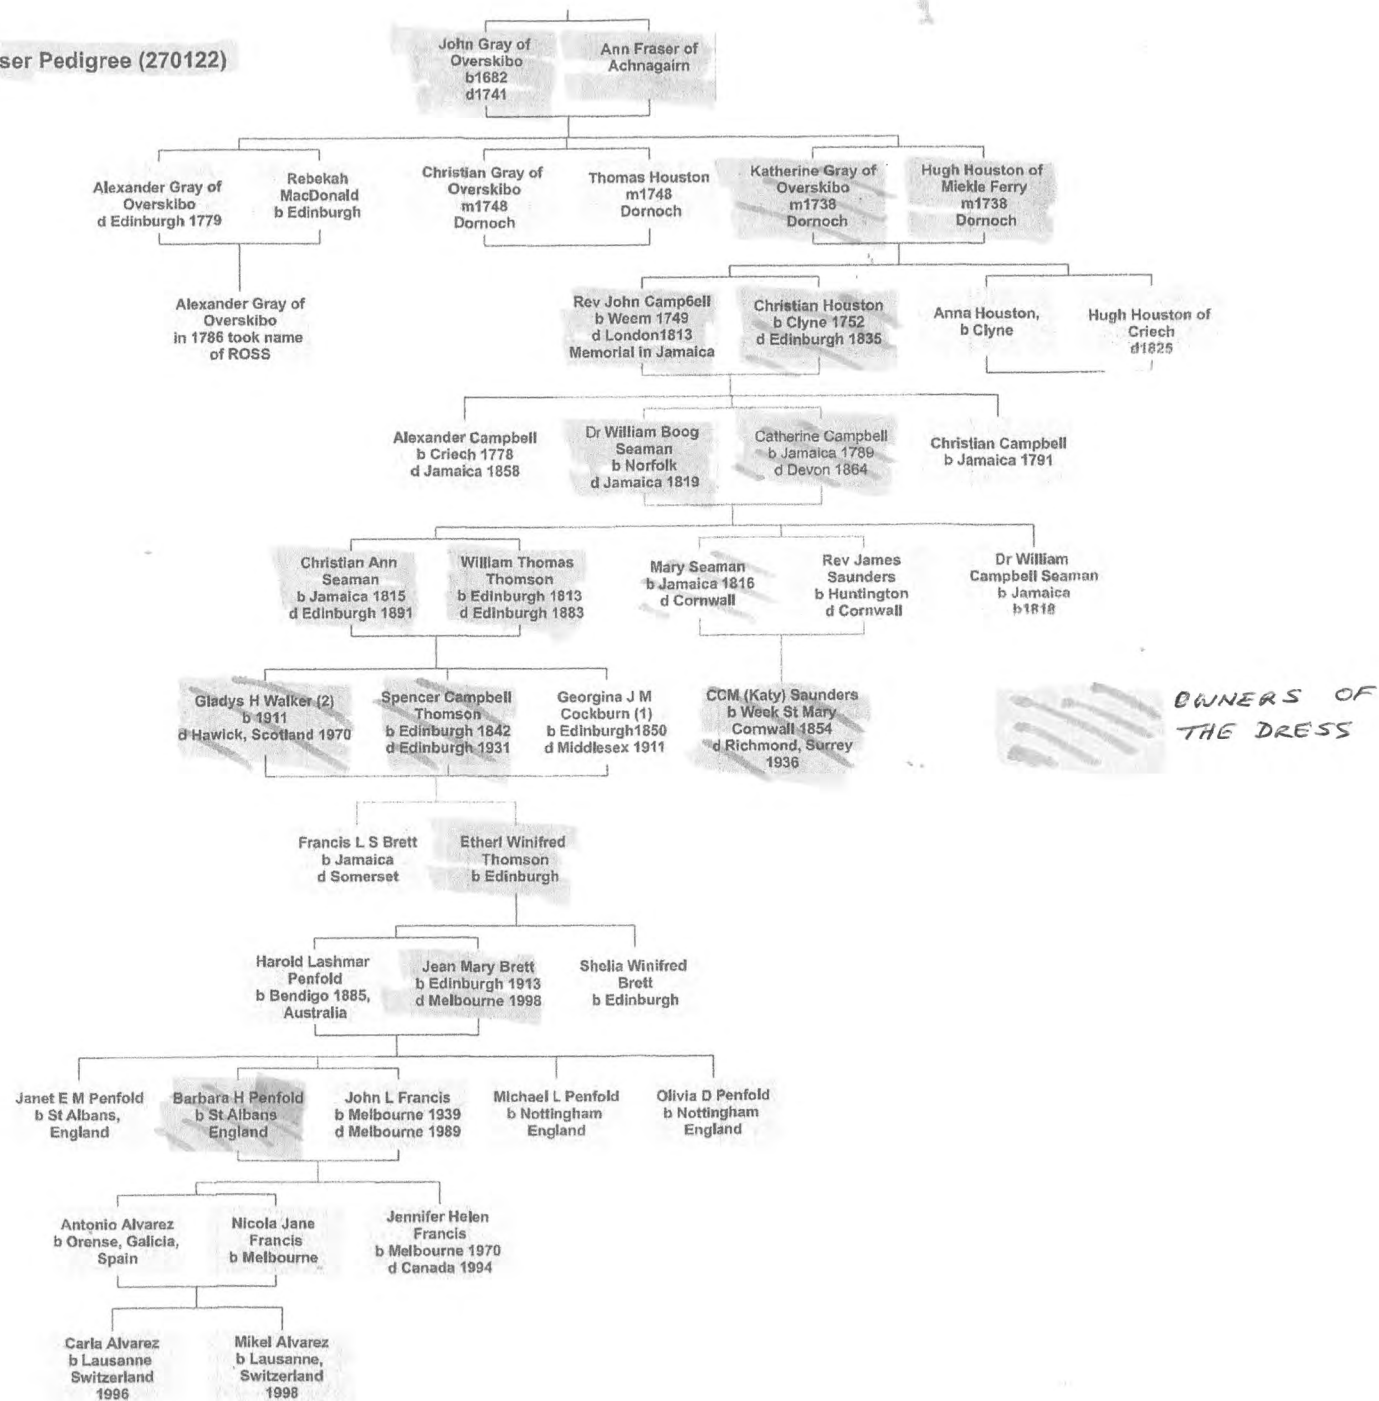 ser Pedigree (270122)
John Gray of
Overskibo
b1682
d1741
Ann Fraser of
Achnagairn
Alexander Gray of
Overskibo
d Edinburgh 1779
Rebekah
MacDonald
b Edinburgh
Christian Gray of
Overskibo
m1748
Dornoch
Thomas Houston
m1748
Dornoch
Katherine Gray of
Overskibo
m1738
Dornoch
Hugh Houston of
Miekle Ferry
m1738
Dornoch
Alexander Gray of
Overskibo
in 1786 took name
of ROSS
Rev John Camp6ell
b Weem 1749
d London1813
Memorial in Jamaica
Christian Houston
b Clyne 1752
d Edinburgh 1835
Anna Houston,
b Clyne
Hugh Houston of
Criech
d1825
Alexander Campbell
b Criech 1778
d Jamaica 1858
Dr William Boog
Seaman
b Norfolk
d Jamaica 1819
Catherine Campbell
b Jamaica 1789
d Devon 1864
Christian Campbell
b Jamaica 1791
Christian Ann
Seaman
b Jamaica 1815
d Edinburgh 1891
William Thomas
Thomson
b Edinburgh 1813
d Edinburgh 1883
Mary Seaman
b Jamaica 1816
d Cornwall
Rev James
Saunders
b Huntington
d Cornwall
Dr William
Campbell Seaman
b Jamaica
b1818
Gladys H Walker (2)
b 1911
d Hawick, Scotland 1970
Spencer Campbell
Thomson
b Edinburgh 1842
d Edinburgh 1931
Georgina J M
Cockburn (1)
b Edinburgh1850
d Middlesex 1911
CCM (Katy) Saunders
b Week St Mary
Cornwall 1854
d Richmond, Surrey
1936
OWNERS OF
THE DRESS
Francis L S Brett
b Jamaica
d Somerset
Etherl Winifred
Thomson
b Edinburgh
Harold Lashmar
Penfold
b Bendigo 1885,
Australia
Jean Mary Brett
b Edinburgh 1913
d Melbourne 1998
Shelia Winifred
Brett
b Edinburgh
Janet E M Penfold
b St Albans,
England
Barbara H Penfold
b St Albans
England
John L Francis
b Melbourne 1939
d Melbourne 1989
Michael L Penfold
b Nottingham
England
Olivia D Penfold
b Nottingham
England
Antonio Alvarez
b Orense, Galicia,
Spain
Nicola Jane
Francis
b Melbourne
Jennifer Helen
Francis
b Melbourne 1970
d Canada 1994
Carla Alvarez
b Lausanne
Switzerland
1996
Mikel Alvarez
b Lausanne,
Switzerland
1998